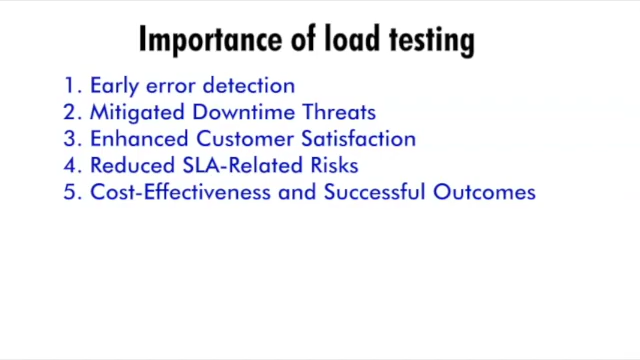 Importance of load testing
1. Early error detection
2. Mitigated Downtime Threats
3. Enhanced Customer Satisfaction
4. Reduced SLA-Related Risks
5. Cost-Effectiveness and Successful Outcomes